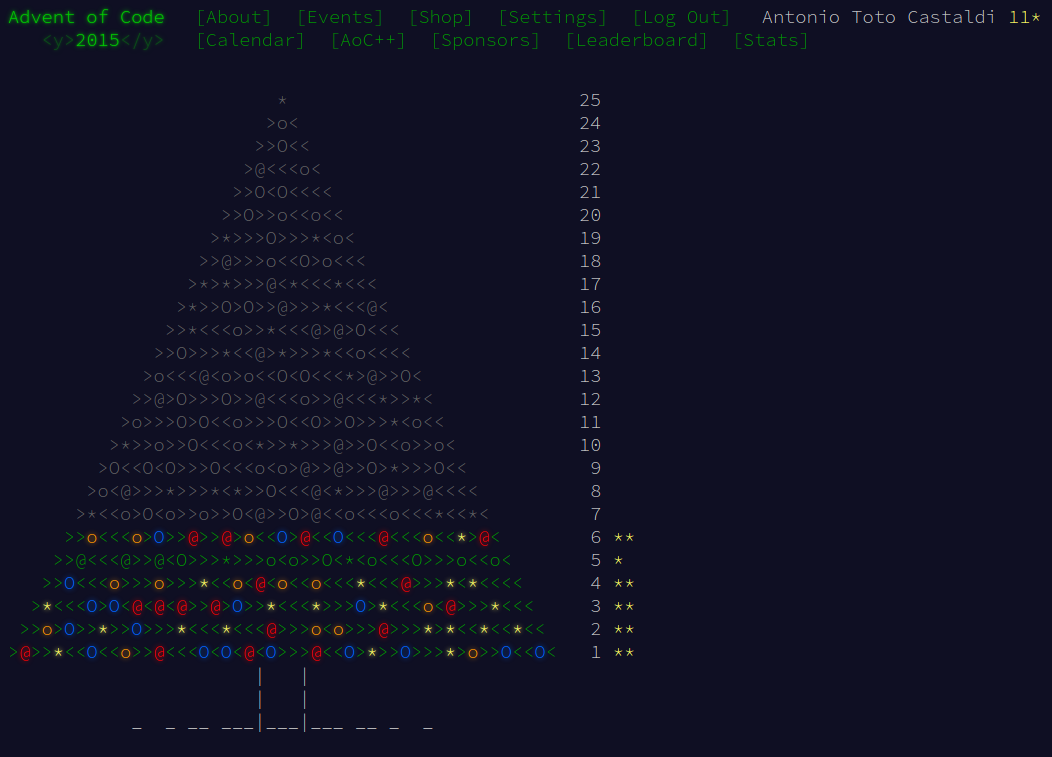 Advent of Code [About] [Events] [Shop] [Settings] [Log Out] Antonio Toto Castaldi 11*
<y>2015</y> [Calendar] [AoC++] [Sponsors] [Leaderboard] [Stats]
* 25
>o< 24
>>O<< 23
>@<<<o< 22
>>O<O<<<< 21
>>O>>o<<o<< 20
>*>>>O>>>*<o< 19
>>@>>>o<<O>o<<< 18
>*>*>>>@<*<<<*<<< 17
>*>>O>O>>@>>>*<<<@< 16
>>*<<<o>>*<<<@>@>O<<< 15
>>O>>>*<<@>*>>>*<<o<<<< 14
>o<<<@<o>o<<O<O<<<*>@>>O< 13
>>@>O>>>O>>@<<<o>>@<<<*>>*< 12
>o>>>O>O<<o>>>O<<O>>O>>>*<o<< 11
>*>>o>>O<<<o<*>>*>>>@>>O<<o>>o< 10
>O<<O<O>>>O<<<o<o>@>>@>>O>*>>>O<< 9
>o<@>>>*>>>*<*>>O<<<@<*>>>@>>>@<<<< 8
>*<<o>O<o>>o>>O<@>>O>@<<o<<<o<<<*<<*< 7
>>o<<<o>O>>@>>@>o<<O>@<<O<<<@<<<o<<*>@< 6 **
>>@<<<@>>@<O>>>*>>>o<o>>O<*<o<<<O>>>o<<o< 5 *
>>O<<<o>>>o>>>*<<o<@<o<<o<<<*<<<@>>>*<*<<<< 4 **
>*<<<O>O<@<@<@>>@>O>>*<<<*>>>O>*<<<o<@>>>*<<< 3 **
>>o>O>>*>>O>>>*<<<*<<<@>>>o<o>>>@>>>*>*<<*<<*<< 2 **
>@>>*<<O<<o>>@<<<O<O<@<O>>>@<<O>*>>O>>>*>o>>O<<O< 1 **
| |
| |
_ _ __ ___|___|___ __ _ _